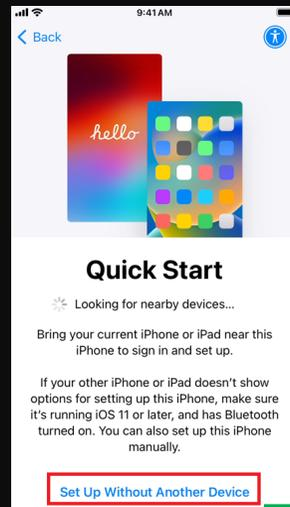 9:41 AM
Back
hello
Quick Start
Looking for nearby devices...
Bring your current iPhone or iPad near this
iPhone to sign in and set up.
If your other iPhone or iPad doesn't show
options for setting up this iPhone, make sure
it's running iOS 11 or later, and has Bluetooth
turned on. You can also set up this iPhone
manually.
Set Up Without Another Device